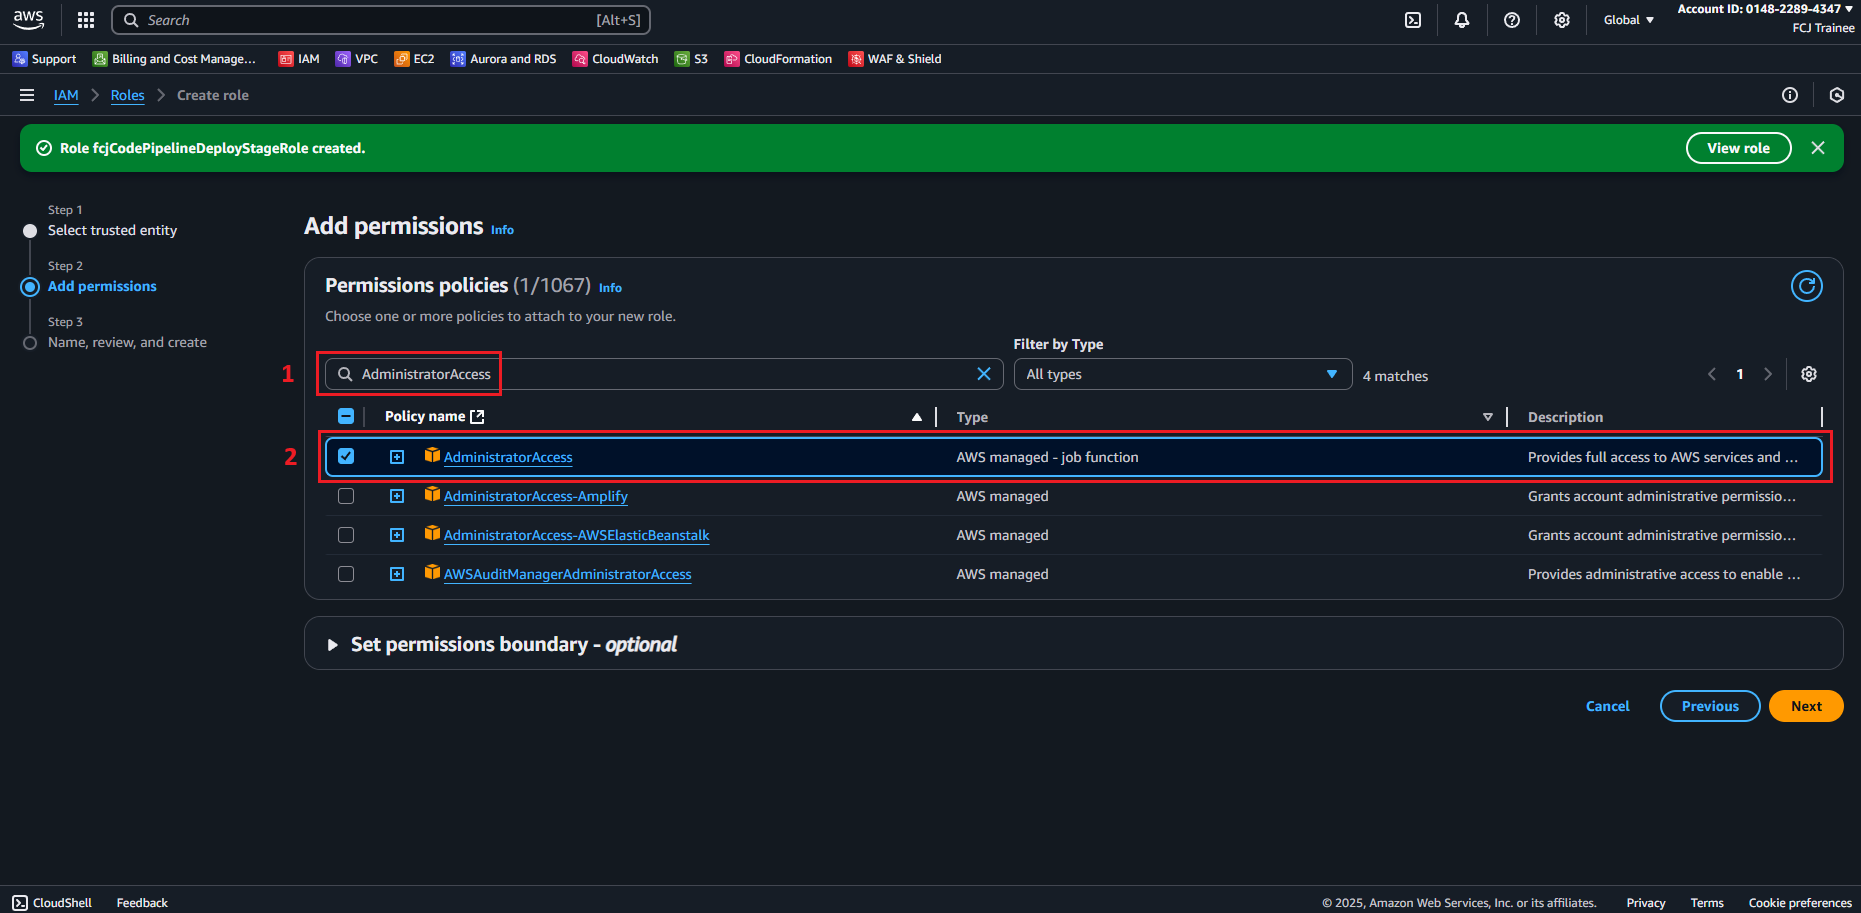 aws
Search [Alt+S]
Global
Account ID: 0148-2289-4347
FCJ Trainee
Support Billing and Cost Manage... IAM VPC EC2 Aurora and RDS CloudWatch S3 CloudFormation WAF & Shield
IAM Roles Create role
Role fcjCodePipelineDeployStageRole created. View role
Step 1
Select trusted entity
Step 2
Add permissions
Step 3
Name, review, and create
Add permissions Info
Permissions policies (1/1067) Info
Choose one or more policies to attach to your new role.
Filter by Type
1 AdministratorAccess All types 4 matches 1
Policy name Type Description
2 AdministratorAccess AWS managed - job function Provides full access to AWS services and ...
AdministratorAccess-Amplify AWS managed Grants account administrative permissio...
AdministratorAccess-AWSElasticBeanstalk AWS managed Grants account administrative permissio...
AWSAuditManagerAdministratorAccess AWS managed Provides administrative access to enable ...
Set permissions boundary - optional
Cancel Previous Next
CloudShell Feedback © 2025, Amazon Web Services, Inc. or its affiliates. Privacy Terms Cookie preferences